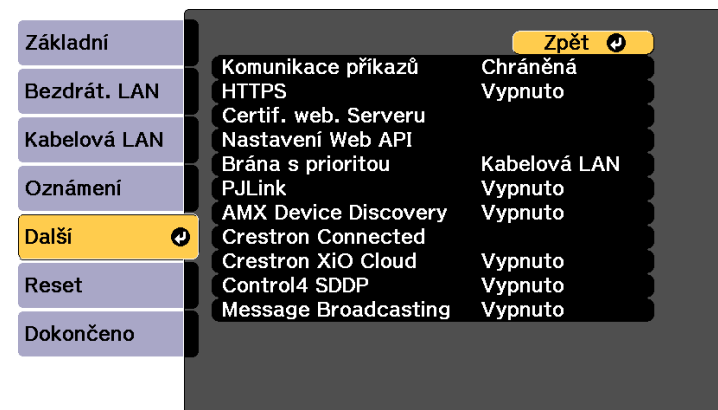 Základní
Bezdrát. LAN
Kabelová LAN
Oznámení
Další
Reset
Dokončeno
Zpět
Komunikace příkazů Chráněná
HTTPS Vypnuto
Certif. web. Serveru
Nastavení Web API
Brána s prioritou Kabelová LAN
PJLink Vypnuto
AMX Device Discovery Vypnuto
Crestron Connected
Crestron XiO Cloud Vypnuto
Control4 SDDP Vypnuto
Message Broadcasting Vypnuto